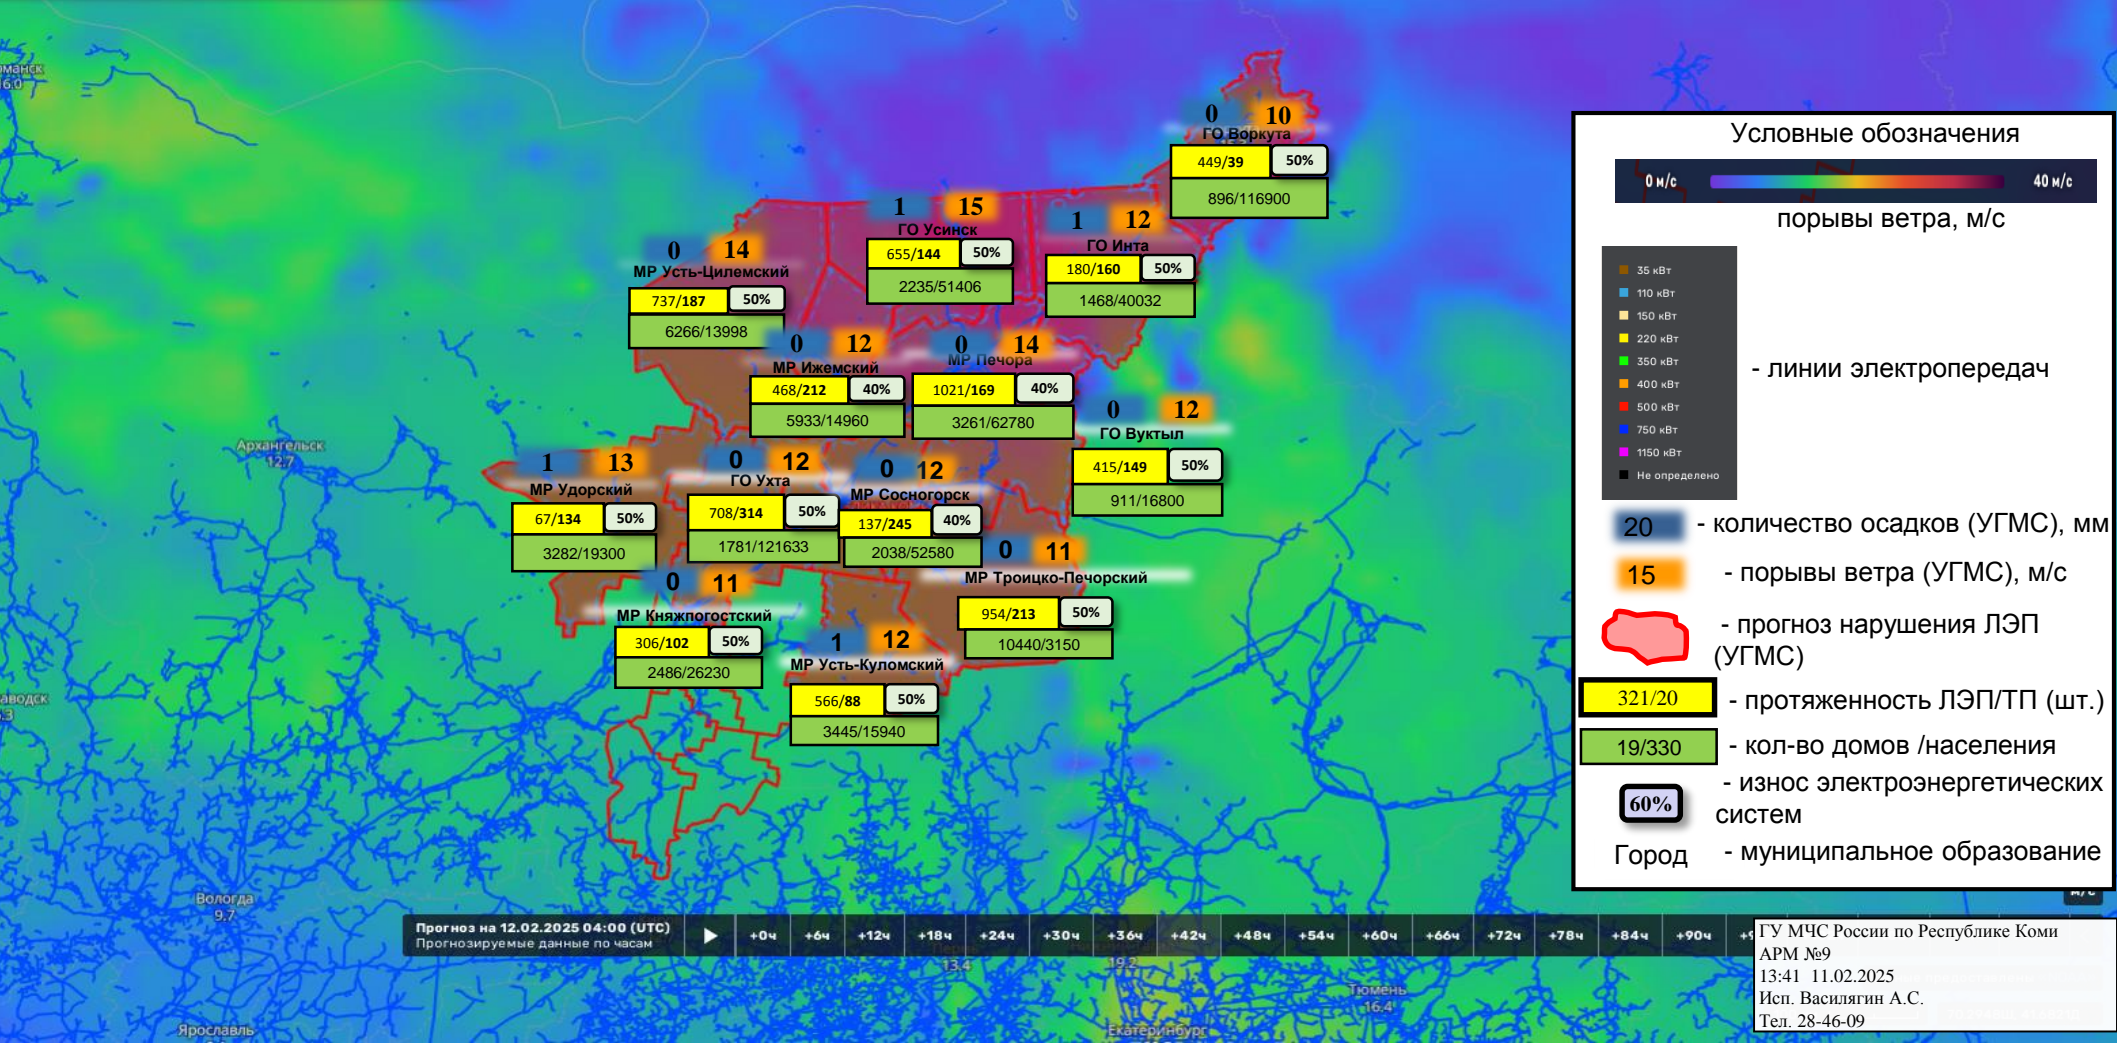 0 10
ГО Воркута
449/39 50%
896/116900
1 15
ГО Усинск
655/144 50%
2235/51406
1 12
ГО Инта
180/160 50%
1468/40032
0 14
МР Усть-Цилемский
737/187 50%
6266/13998
0 12
МР Ижемский
468/212 40%
5933/14960
0 14
МР Печора
1021/169 40%
3261/62780
0 12
ГО Вуктыл
415/149 50%
911/16800
1 13
МР Удорский
67/134 50%
3282/19300
0 12
ГО Ухта
708/314 50%
1781/121633
0 12
МР Сосногорск
137/245 40%
2038/52580
0 11
МР Троицко-Печорский
954/213 50%
10440/3150
0 11
МР Княжпогостский
306/102 50%
2486/26230
1 12
МР Усть-Куломский
566/88 50%
3445/15940
Архангельск
12.7
Вологда
9.7
Ярославль
13.4
19.2
Екатеринбург
Тюмень
16.4
Условные обозначения
0 м/с 40 м/с
порывы ветра, м/с
35 кВт
110 кВт
150 кВт
220 кВт
350 кВт
400 кВт
500 кВт
750 кВт
1150 кВт
Не определено
- линии электропередач
20 - количество осадков (УГМС), мм
15 - порывы ветра (УГМС), м/с
- прогноз нарушения ЛЭП
(УГМС)
321/20 - протяженность ЛЭП/ТП (шт.)
19/330 - кол-во домов /населения
60% - износ электроэнергетических
систем
Город - муниципальное образование
м/с
Прогноз на 12.02.2025 04:00 (UTC)
Прогнозируемые данные по часам
+0ч +6ч +12ч +18ч +24ч +30ч +36ч +42ч +48ч +54ч +60ч +66ч +72ч +78ч +84ч +90ч
ГУ МЧС России по Республике Коми
АРМ №9
13:41 11.02.2025
Исп. Василягин А.С.
Тел. 28-46-09